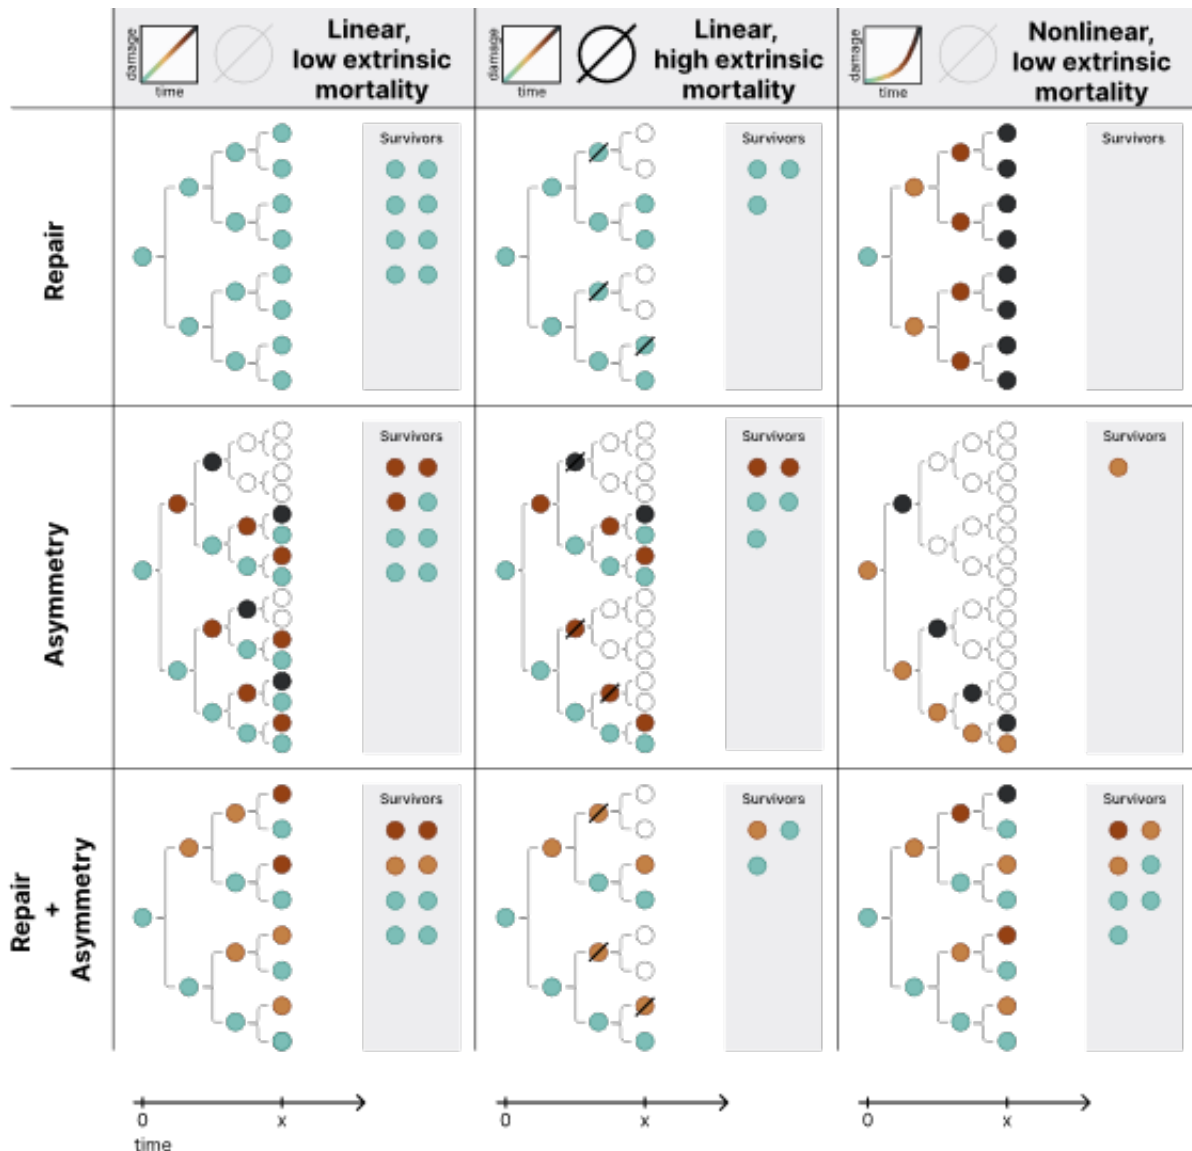 damage
time
Linear,
low extrinsic
mortality
damage
time
Linear,
high extrinsic
mortality
damage
time
Nonlinear,
low extrinsic
mortality
Repair
Survivors
Survivors
Survivors
Asymmetry
Survivors
Survivors
Survivors
Repair
+
Asymmetry
Survivors
Survivors
Survivors
0
x
time
0
x
0
x